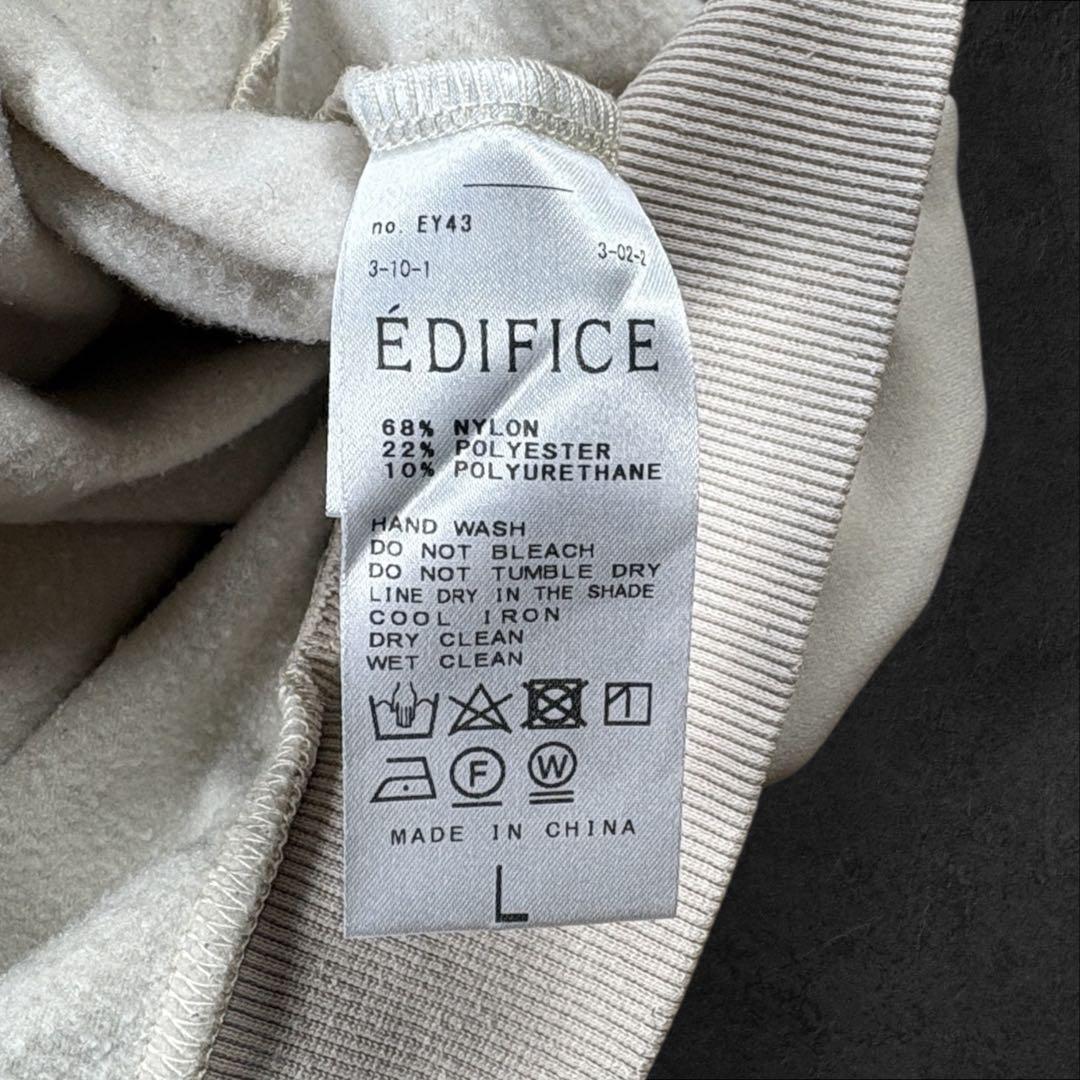 no. EY43
3-10-1 3-02-2
ÉDIFICE
68% NYLON
22% POLYESTER
10% POLYURETHANE
HAND WASH
DO NOT BLEACH
DO NOT TUMBLE DRY
LINE DRY IN THE SHADE
COOL IRON
DRY CLEAN
WET CLEAN
F W
MADE IN CHINA
L